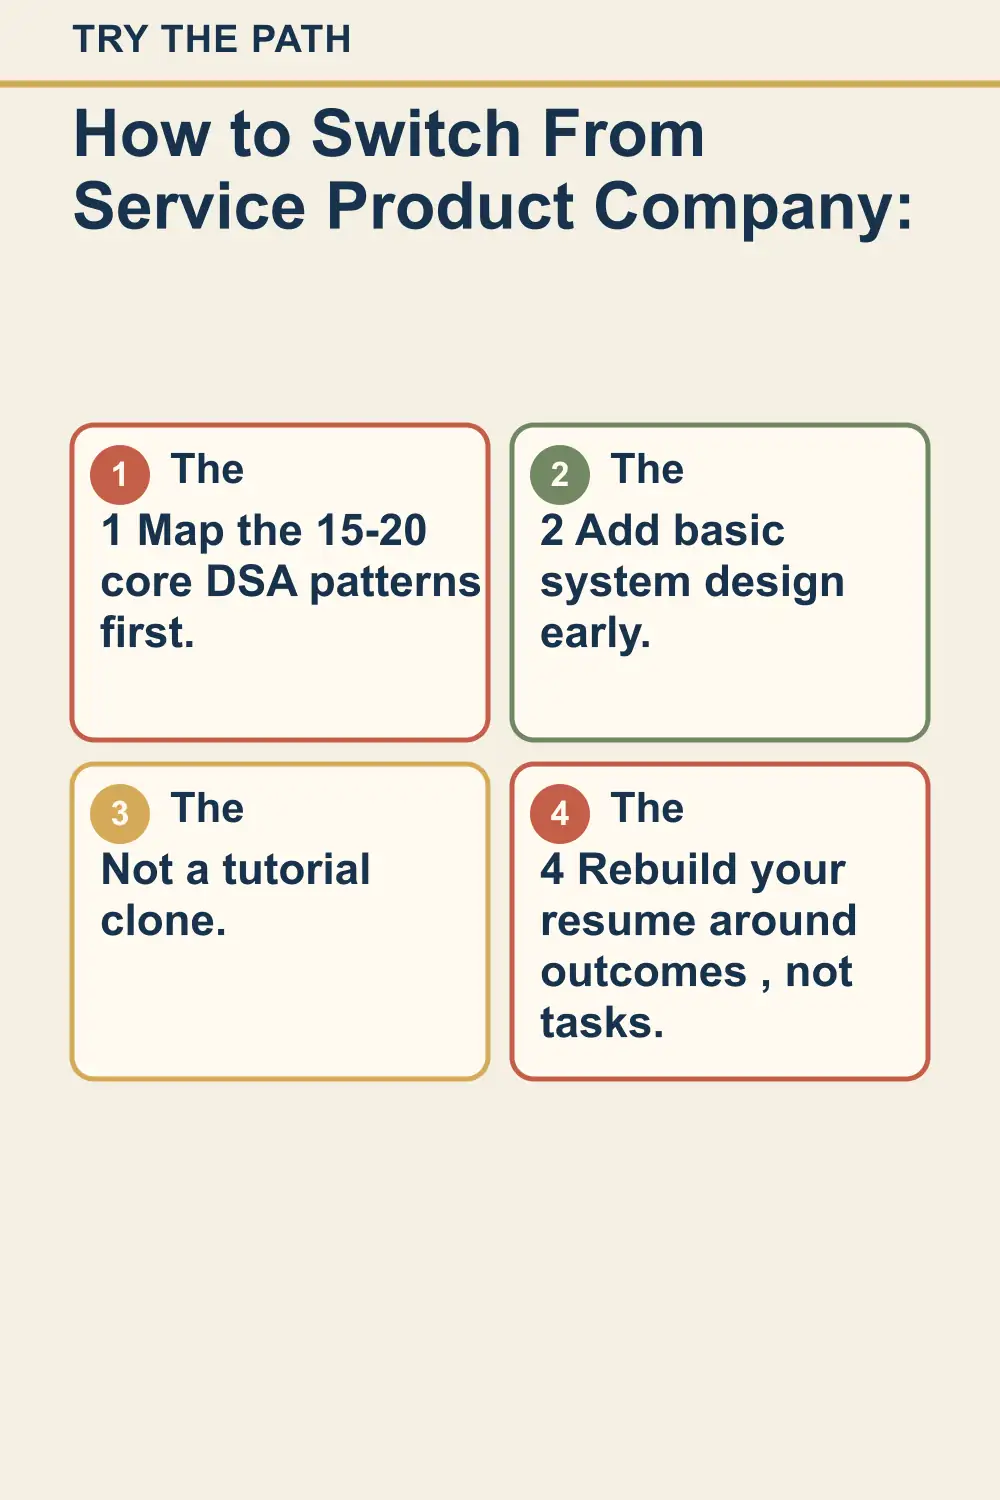 TRY THE PATH
How to Switch From
Service Product Company:
1 The
1 Map the 15-20
core DSA patterns
first.
2 The
2 Add basic
system design
early.
3 The
Not a tutorial
clone.
4 The
4 Rebuild your
resume around
outcomes , not
tasks.